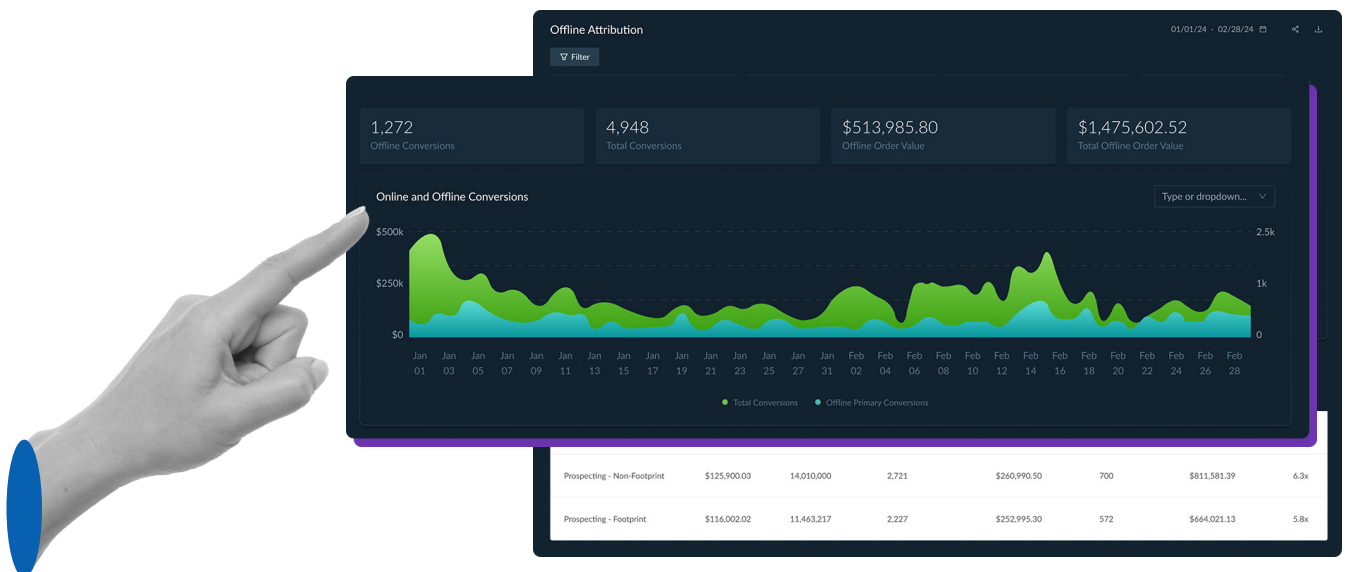 Offline Attribution
01/01/24 - 02/28/24
Filter
1,272
Offline Conversions
4,948
Total Conversions
$513,985.80
Offline Order Value
$1,475,602.52
Total Offline Order Value
Online and Offline Conversions
Type or dropdown...
$500k
2.5k
$250k
1k
$0
0
Jan Jan Jan Jan Jan Jan Jan Jan Jan Jan Jan Jan Jan Jan Jan Feb Feb Feb Feb Feb Feb Feb Feb Feb Feb Feb Feb Feb Feb
01 03 05 07 09 11 13 15 17 19 21 23 25 27 31 02 04 06 08 10 12 14 16 18 20 22 24 26 28
Total Conversions Offline Primary Conversions
Prospecting - Non-Footprint $125,900.03 14,010,000 2,721 $260,990.50 700 $811,581.39 6.3x
Prospecting - Footprint $116,002.02 11,463,217 2,227 $252,995.30 572 $664,021.13 5.8x